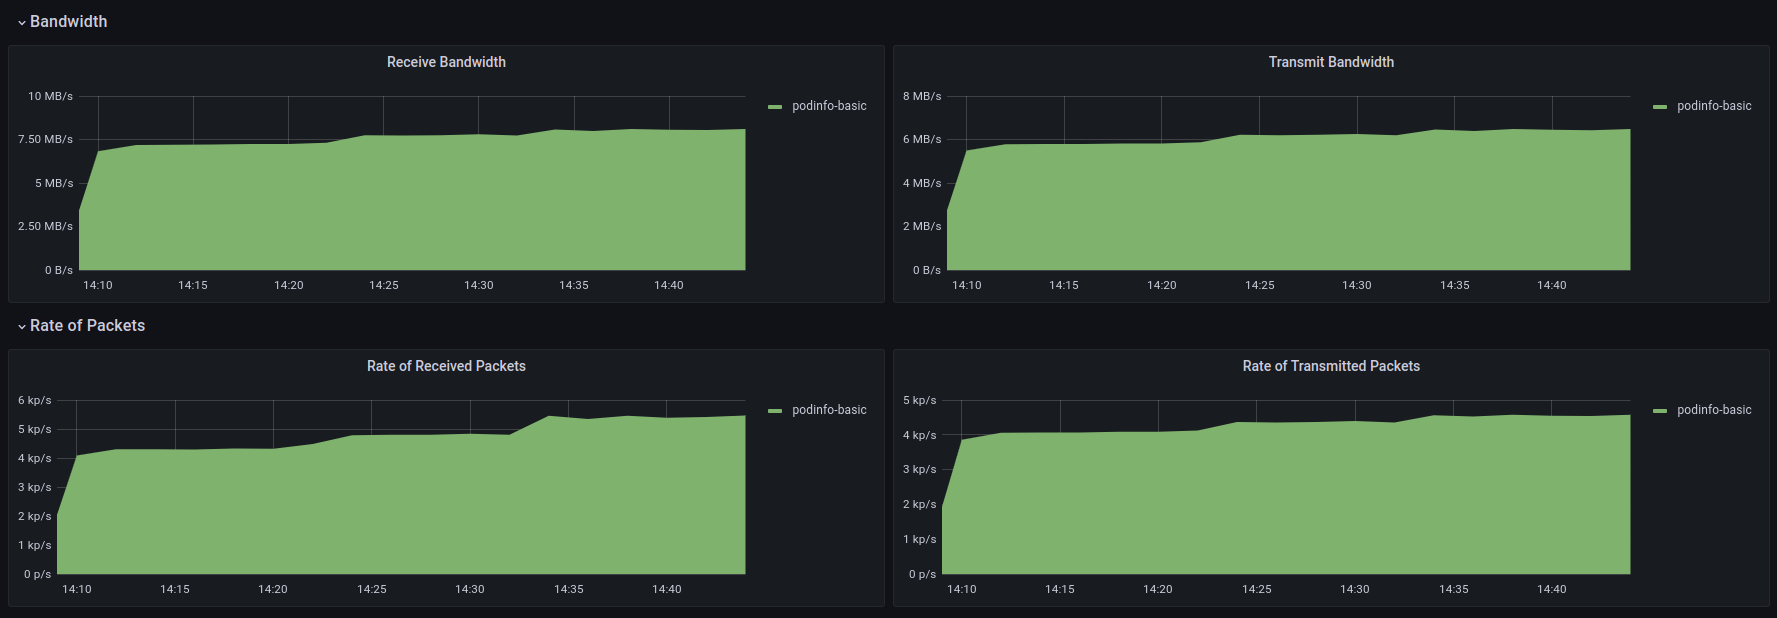 Bandwidth
Receive Bandwidth
10 MB/s
7.50 MB/s
5 MB/s
2.50 MB/s
0 B/s
14:10 14:15 14:20 14:25 14:30 14:35 14:40
podinfo-basic
Transmit Bandwidth
8 MB/s
6 MB/s
4 MB/s
2 MB/s
0 B/s
14:10 14:15 14:20 14:25 14:30 14:35 14:40
podinfo-basic
Rate of Packets
Rate of Received Packets
6 kp/s
5 kp/s
4 kp/s
3 kp/s
2 kp/s
1 kp/s
0 p/s
14:10 14:15 14:20 14:25 14:30 14:35 14:40
podinfo-basic
Rate of Transmitted Packets
5 kp/s
4 kp/s
3 kp/s
2 kp/s
1 kp/s
0 p/s
14:10 14:15 14:20 14:25 14:30 14:35 14:40
podinfo-basic